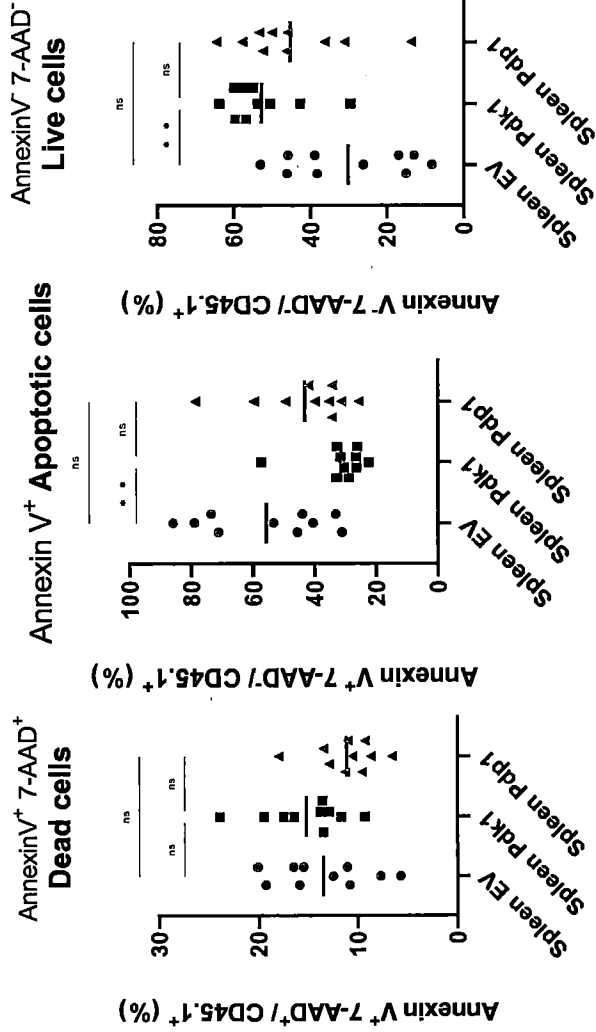 AnnexinV⁺ 7-AAD⁺
Dead cells
Annexin V⁺ 7-AAD⁺/ CD45.1⁺ (%)
30
20
10
0
ns
ns
ns
Spleen EV
Spleen Pdk1
Spleen Pdp1
Annexin V⁺ Apoptotic cells
Annexin V⁺ 7-AAD⁻/ CD45.1⁺ (%)
100
80
60
40
20
0
ns
**
ns
Spleen EV
Spleen Pdk1
Spleen Pdp1
AnnexinV⁻ 7-AAD⁻
Live cells
Annexin V⁻ 7-AAD⁻/ CD45.1⁺ (%)
80
60
40
20
0
ns
**
ns
Spleen EV
Spleen Pdk1
Spleen Pdp1